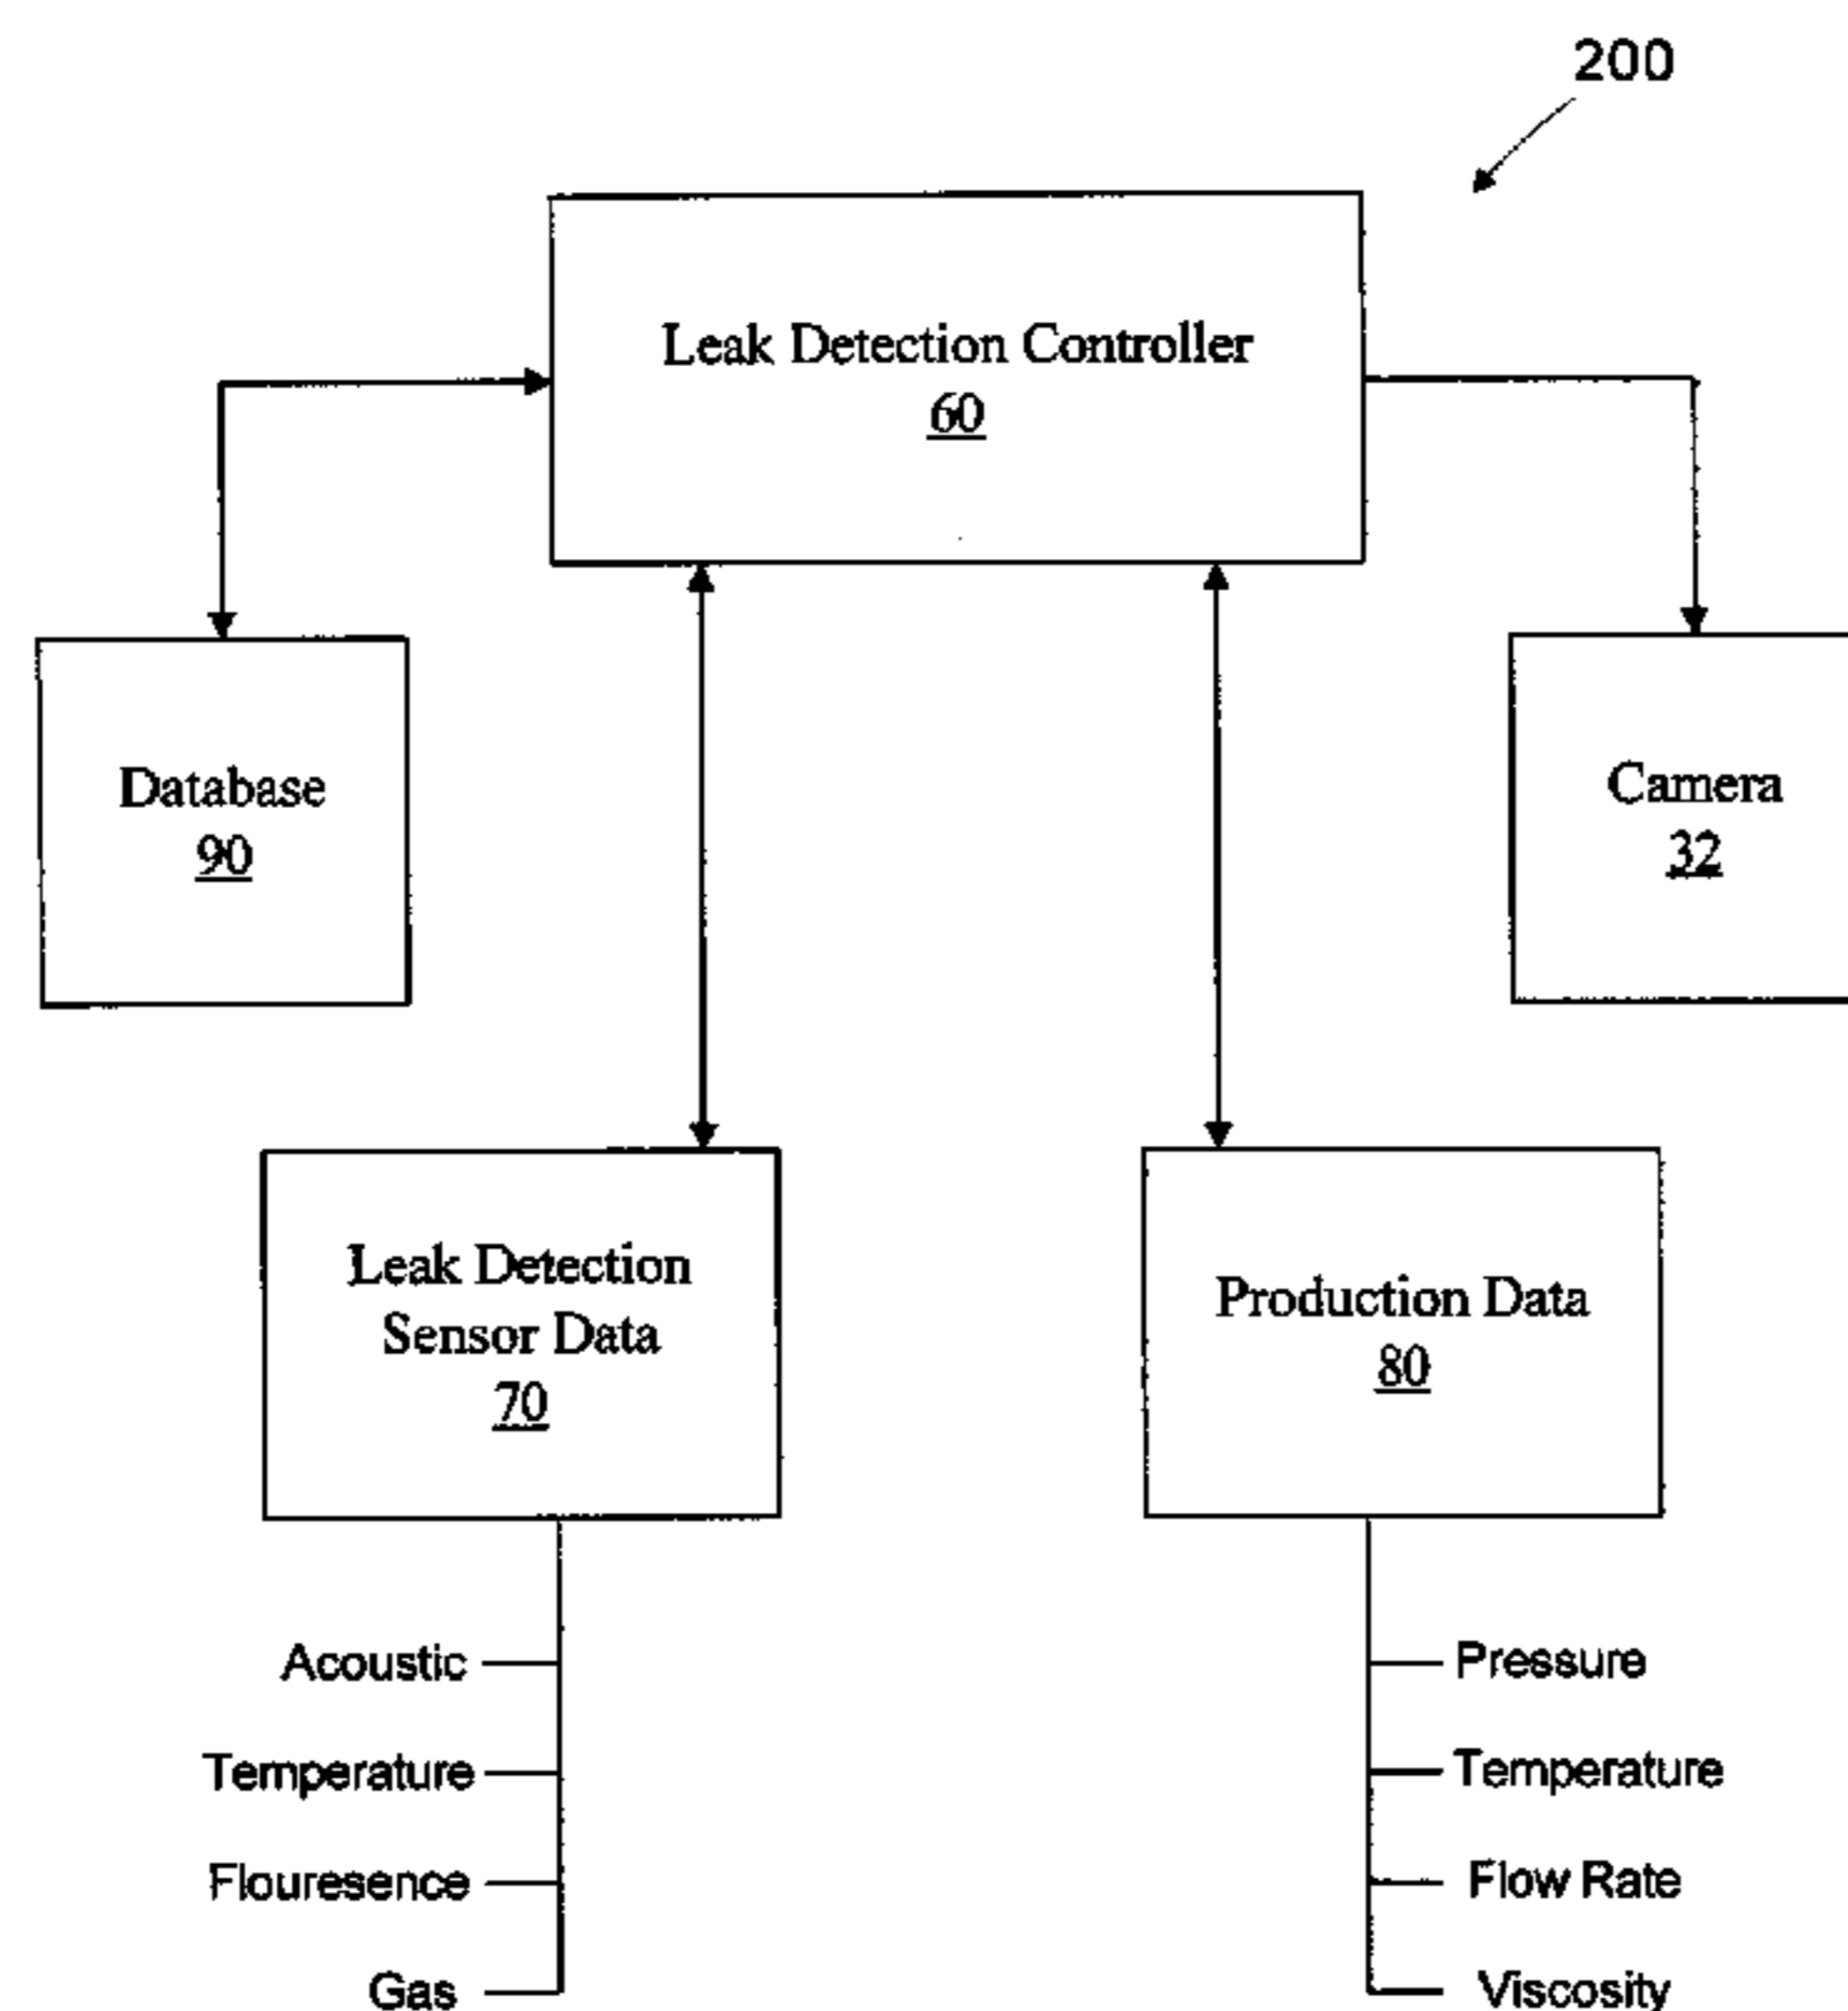 200
Leak Detection Controller
60
Database
90
Camera
32
Leak Detection
Sensor Data
70
Production Data
80
Acoustic
Temperature
Flouresence
Gas
Pressure
Temperature
Flow Rate
Viscosity